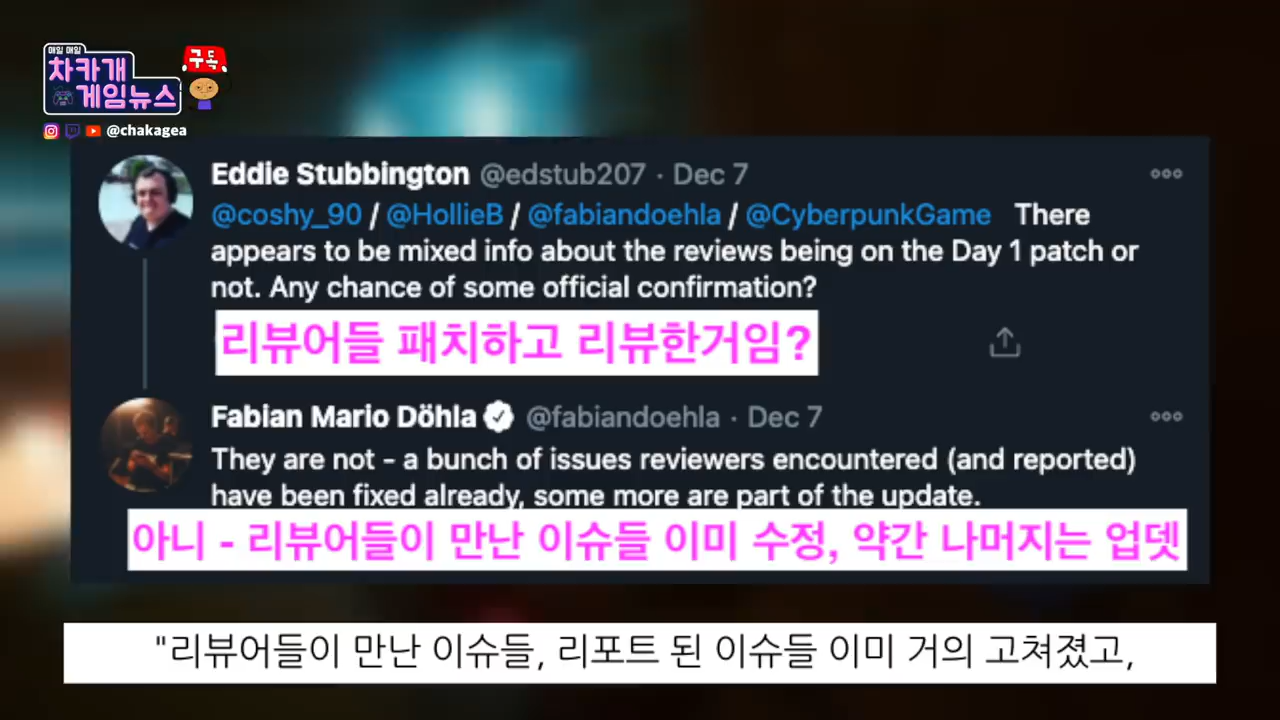 매일 매일
차카개
게임뉴스
구독
@chakagea
Eddie Stubbington @edstub207 · Dec 7
@coshy_90 / @HollieB / @fabiandoehla / @CyberpunkGame There
appears to be mixed info about the reviews being on the Day 1 patch or
not. Any chance of some official confirmation?
리뷰어들 패치하고 리뷰한거임?
Fabian Mario Döhla @fabiandoehla · Dec 7
They are not – a bunch of issues reviewers encountered (and reported)
have been fixed already, some more are part of the update.
아니 - 리뷰어들이 만난 이슈들 이미 수정, 약간 나머지는 업뎃
"리뷰어들이 만난 이슈들, 리포트 된 이슈들 이미 거의 고쳐졌고,